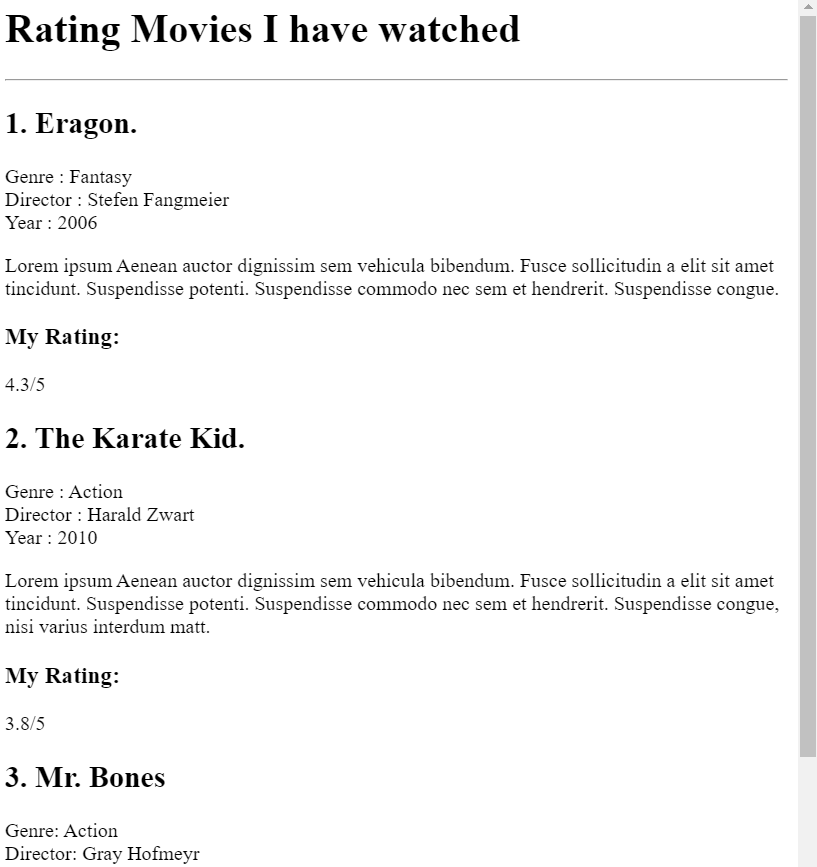 Rating Movies I have watched
1. Eragon.
Genre : Fantasy
Director : Stefen Fangmeier
Year : 2006
Lorem ipsum Aenean auctor dignissim sem vehicula bibendum. Fusce sollicitudin a elit sit amet
tincidunt. Suspendisse potenti. Suspendisse commodo nec sem et hendrerit. Suspendisse congue.
My Rating:
4.3/5
2. The Karate Kid.
Genre : Action
Director : Harald Zwart
Year : 2010
Lorem ipsum Aenean auctor dignissim sem vehicula bibendum. Fusce sollicitudin a elit sit amet
tincidunt. Suspendisse potenti. Suspendisse commodo nec sem et hendrerit. Suspendisse congue,
nisi varius interdum matt.
My Rating:
3.8/5
3. Mr. Bones
Genre: Action
Director: Gray Hofmeyr